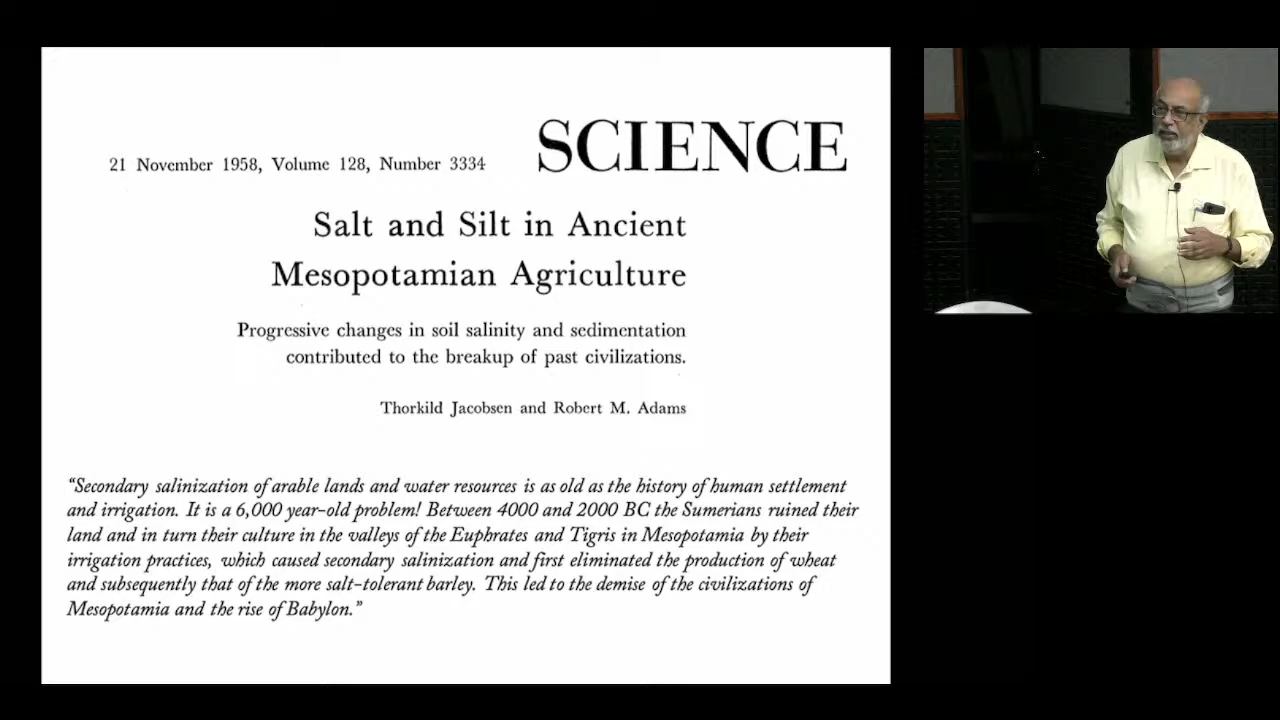 21 November 1958, Volume 128, Number 3334
SCIENCE
Salt and Silt in Ancient
Mesopotamian Agriculture
Progressive changes in soil salinity and sedimentation
contributed to the breakup of past civilizations.
Thorkild Jacobsen and Robert M. Adams
“Secondary salinization of arable lands and water resources is as old as the history of human settlement
and irrigation. It is a 6,000 year-old problem! Between 4000 and 2000 BC the Sumerians ruined their
land and in turn their culture in the valleys of the Euphrates and Tigris in Mesopotamia by their
irrigation practices, which caused secondary salinization and first eliminated the production of wheat
and subsequently that of the more salt-tolerant barley. This led to the demise of the civilizations of
Mesopotamia and the rise of Babylon.”